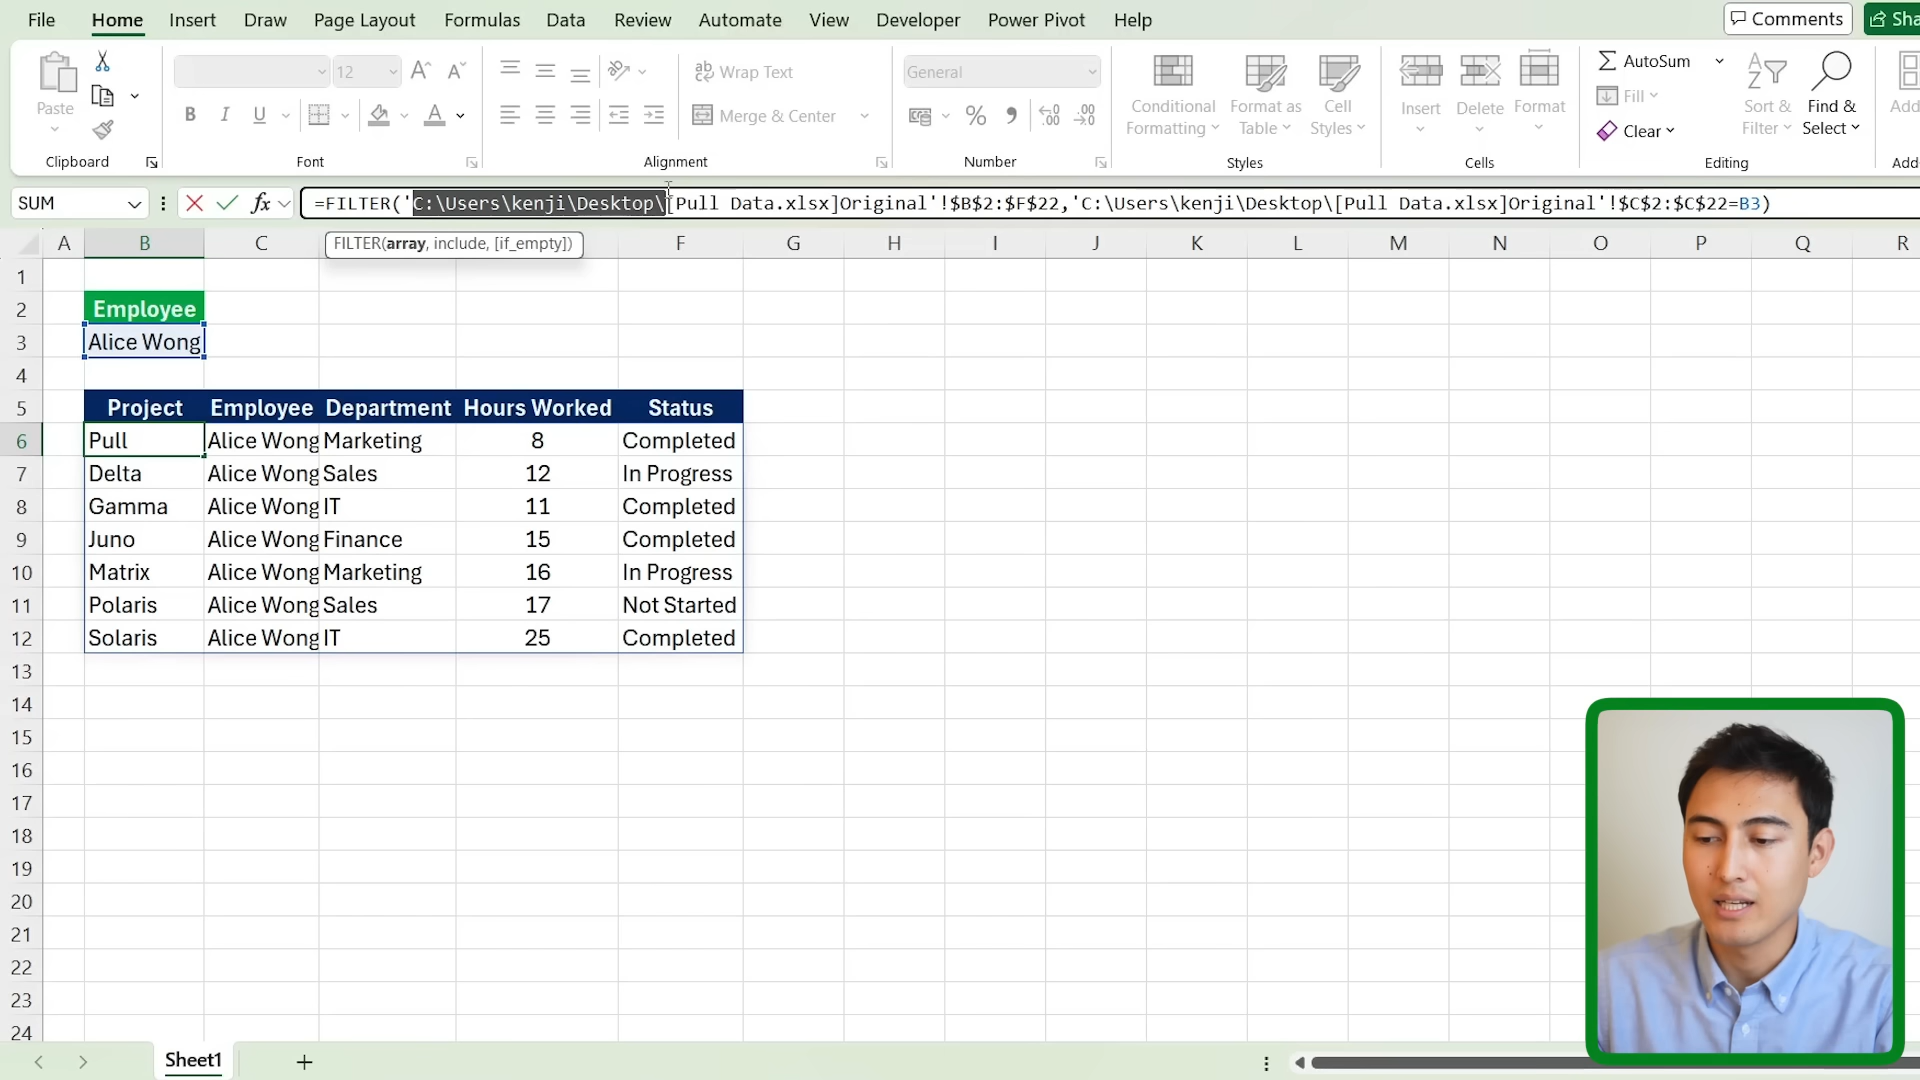 File Home Insert Draw Page Layout Formulas Data Review Automate View Developer Power Pivot Help Comments
Paste 12 A A Wrap Text General Conditional Formatting Format as Table Cell Styles Insert Delete Format AutoSum Fill Clear Sort & Filter Find & Select
B I U A Merge & Center %
Clipboard Font Alignment Number Styles Cells Editing
SUM fx =FILTER('C:\Users\kenji\Desktop\[Pull Data.xlsx]Original'!$B$2:$F$22,'C:\Users\kenji\Desktop\[Pull Data.xlsx]Original'!$C$2:$C$22=B3)
FILTER(array, include, [if_empty])
A B C F G H I J K L M N O P Q R
1
2 Employee
3 Alice Wong
4
5 Project Employee Department Hours Worked Status
6 Pull Alice Wong Marketing 8 Completed
7 Delta Alice Wong Sales 12 In Progress
8 Gamma Alice Wong IT 11 Completed
9 Juno Alice Wong Finance 15 Completed
10 Matrix Alice Wong Marketing 16 In Progress
11 Polaris Alice Wong Sales 17 Not Started
12 Solaris Alice Wong IT 25 Completed
13
14
15
16
17
18
19
20
21
22
23
24
Sheet1